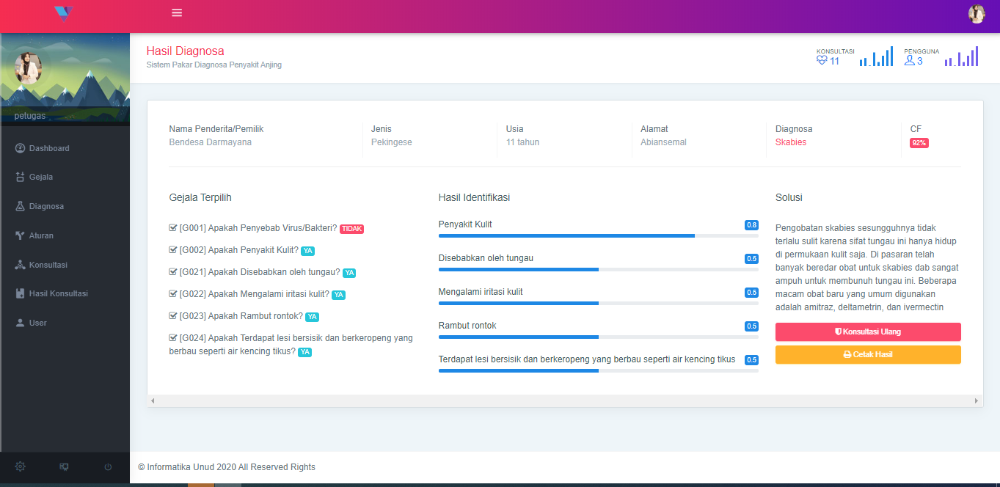 Hasil Diagnosa
Sistem Pakar Diagnosa Penyakit Anjing
KONSULTASI
11
PENGGUNA
3
petugas
Dashboard
Gejala
Diagnosa
Aturan
Konsultasi
Hasil Konsultasi
User
Nama Penderita/Pemilik
Bendesa Darmayana
Jenis
Pekingese
Usia
11 tahun
Alamat
Abiansemal
Diagnosa
Skabies
CF
92%
Gejala Terpilih
[G001] Apakah Penyebab Virus/Bakteri? TIDAK
[G002] Apakah Penyakit Kulit? YA
[G021] Apakah Disebabkan oleh tungau? YA
[G022] Apakah Mengalami iritasi kulit? YA
[G023] Apakah Rambut rontok? YA
[G024] Apakah Terdapat lesi bersisik dan berkeropeng yang
berbau seperti air kencing tikus? YA
Hasil Identifikasi
Penyakit Kulit 0.8
Disebabkan oleh tungau 0.5
Mengalami iritasi kulit 0.5
Rambut rontok 0.5
Terdapat lesi bersisik dan berkeropeng yang berbau seperti air kencing tikus 0.5
Solusi
Pengobatan skabies sesungguhnya tidak
terlalu sulit karena sifat tungau ini hanya hidup
di permukaan kulit saja. Di pasaran telah
banyak beredar obat untuk skabies dab sangat
ampuh untuk membunuh tungau ini. Beberapa
macam obat baru yang umum digunakan
adalah amitraz, deltametrin, dan ivermectin
Konsultasi Ulang
Cetak Hasil
© Informatika Unud 2020 All Reserved Rights